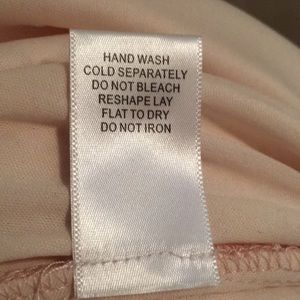 HAND WASH
COLD SEPARATELY
DO NOT BLEACH
RESHAPE LAY
FLAT TO DRY
DO NOT IRON